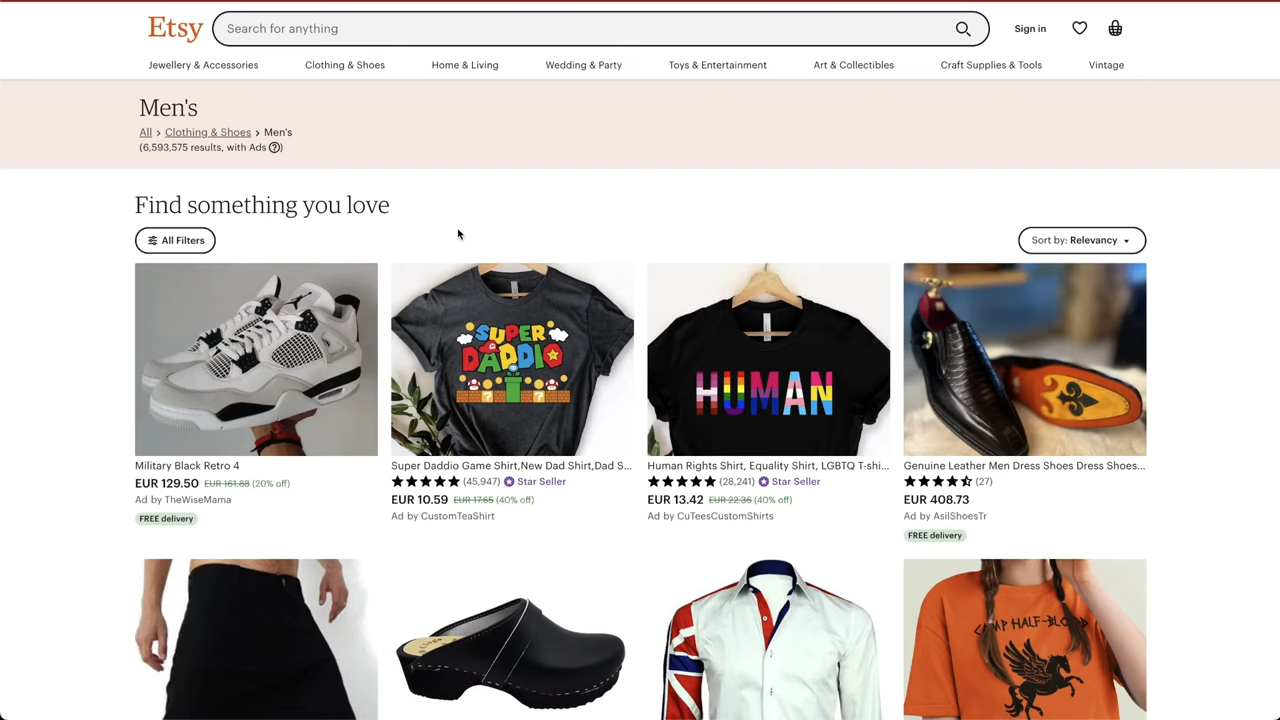 Etsy
Search for anything
Sign in
Jewellery & Accessories
Clothing & Shoes
Home & Living
Wedding & Party
Toys & Entertainment
Art & Collectibles
Craft Supplies & Tools
Vintage
Men's
All > Clothing & Shoes > Men's
(6,593,575 results, with Ads ?)
Find something you love
All Filters
Sort by: Relevancy
SUPER
DADDIO
HUMAN
Military Black Retro 4
EUR 129.50 EUR 161.88 (20% off)
Ad by TheWiseMama
FREE delivery
Super Daddio Game Shirt,New Dad Shirt,Dad S...
(45,947) Star Seller
EUR 10.59 EUR 17.65 (40% off)
Ad by CustomTeaShirt
Human Rights Shirt, Equality Shirt, LGBTQ T-shi...
(28,241) Star Seller
EUR 13.42 EUR 22.36 (40% off)
Ad by CuTeesCustomShirts
Genuine Leather Men Dress Shoes Dress Shoes...
(27)
EUR 408.73
Ad by AsilShoesTr
FREE delivery
CAMP HALF-BLOOD